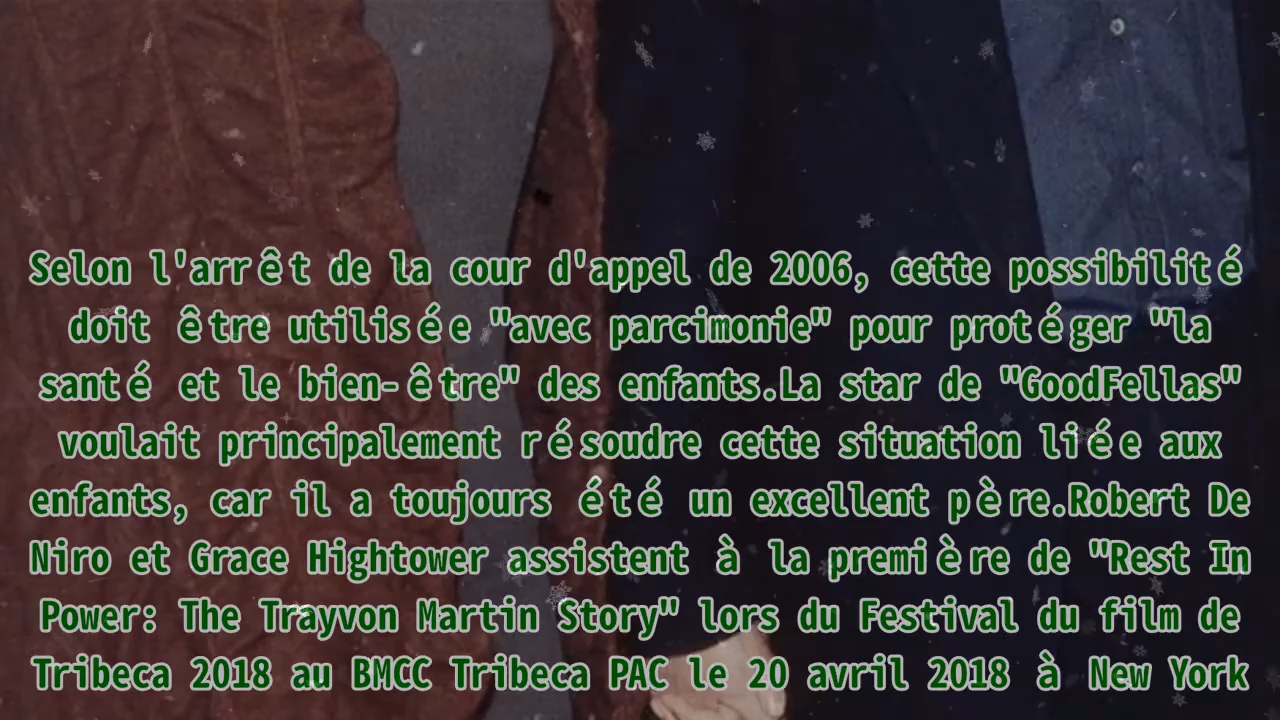 Selon l'arrêt de la cour d'appel de 2006, cette possibilité
doit être utilisée "avec parcimonie" pour protéger "la
santé et le bien-être" des enfants.La star de "GoodFellas"
voulait principalement résoudre cette situation liée aux
enfants, car il a toujours été un excellent père.Robert De
Niro et Grace Hightower assistent à la première de "Rest In
Power: The Trayvon Martin Story" lors du Festival du film de
Tribeca 2018 au BMCC Tribeca PAC le 20 avril 2018 à New York